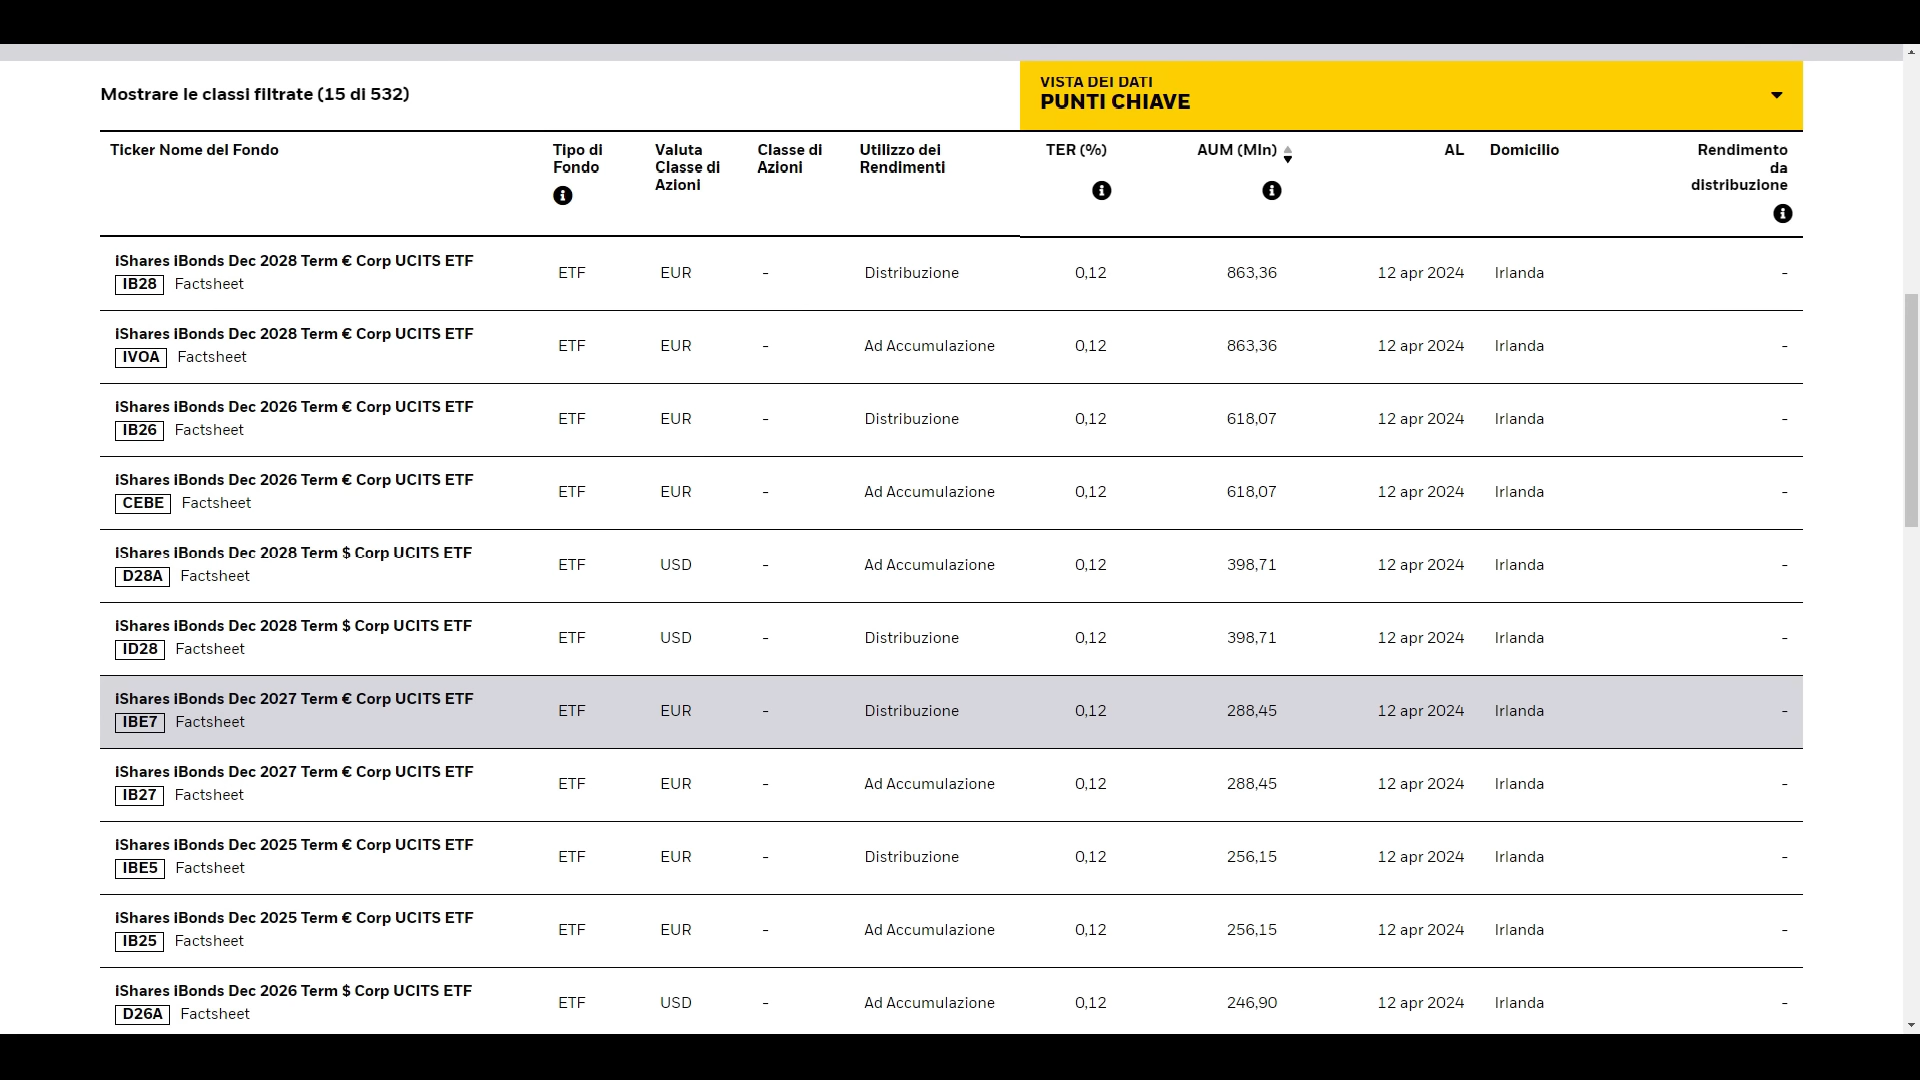 Mostrare le classi filtrate (15 di 532)
VISTA DEI DATI
PUNTI CHIAVE
Ticker Nome del Fondo
Tipo di Fondo
Valuta Classe di Azioni
Classe di Azioni
Utilizzo dei Rendimenti
TER (%)
AUM (Mln)
AL
Domicilio
Rendimento da distribuzione
iShares iBonds Dec 2028 Term € Corp UCITS ETF
IB28 Factsheet ETF EUR - Distribuzione 0,12 863,36 12 apr 2024 Irlanda -
iShares iBonds Dec 2028 Term € Corp UCITS ETF
IVOA Factsheet ETF EUR - Ad Accumulazione 0,12 863,36 12 apr 2024 Irlanda -
iShares iBonds Dec 2026 Term € Corp UCITS ETF
IB26 Factsheet ETF EUR - Distribuzione 0,12 618,07 12 apr 2024 Irlanda -
iShares iBonds Dec 2026 Term € Corp UCITS ETF
CEBE Factsheet ETF EUR - Ad Accumulazione 0,12 618,07 12 apr 2024 Irlanda -
iShares iBonds Dec 2028 Term $ Corp UCITS ETF
D28A Factsheet ETF USD - Ad Accumulazione 0,12 398,71 12 apr 2024 Irlanda -
iShares iBonds Dec 2028 Term $ Corp UCITS ETF
ID28 Factsheet ETF USD - Distribuzione 0,12 398,71 12 apr 2024 Irlanda -
iShares iBonds Dec 2027 Term € Corp UCITS ETF
IBE7 Factsheet ETF EUR - Distribuzione 0,12 288,45 12 apr 2024 Irlanda -
iShares iBonds Dec 2027 Term € Corp UCITS ETF
IB27 Factsheet ETF EUR - Ad Accumulazione 0,12 288,45 12 apr 2024 Irlanda -
iShares iBonds Dec 2025 Term € Corp UCITS ETF
IBE5 Factsheet ETF EUR - Distribuzione 0,12 256,15 12 apr 2024 Irlanda -
iShares iBonds Dec 2025 Term € Corp UCITS ETF
IB25 Factsheet ETF EUR - Ad Accumulazione 0,12 256,15 12 apr 2024 Irlanda -
iShares iBonds Dec 2026 Term $ Corp UCITS ETF
D26A Factsheet ETF USD - Ad Accumulazione 0,12 246,90 12 apr 2024 Irlanda -